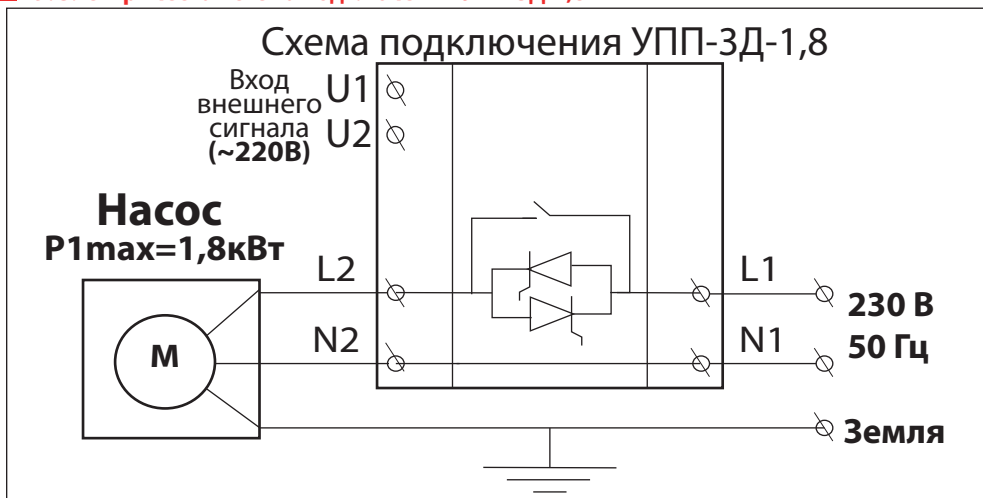 Схема подключения УПП-3Д-1,8
Вход
внешнего
сигнала
(~220В)
U1
U2
Насос
P1max=1,8кВт
L2
L1
N2
N1
M
230 В
50 Гц
Земля